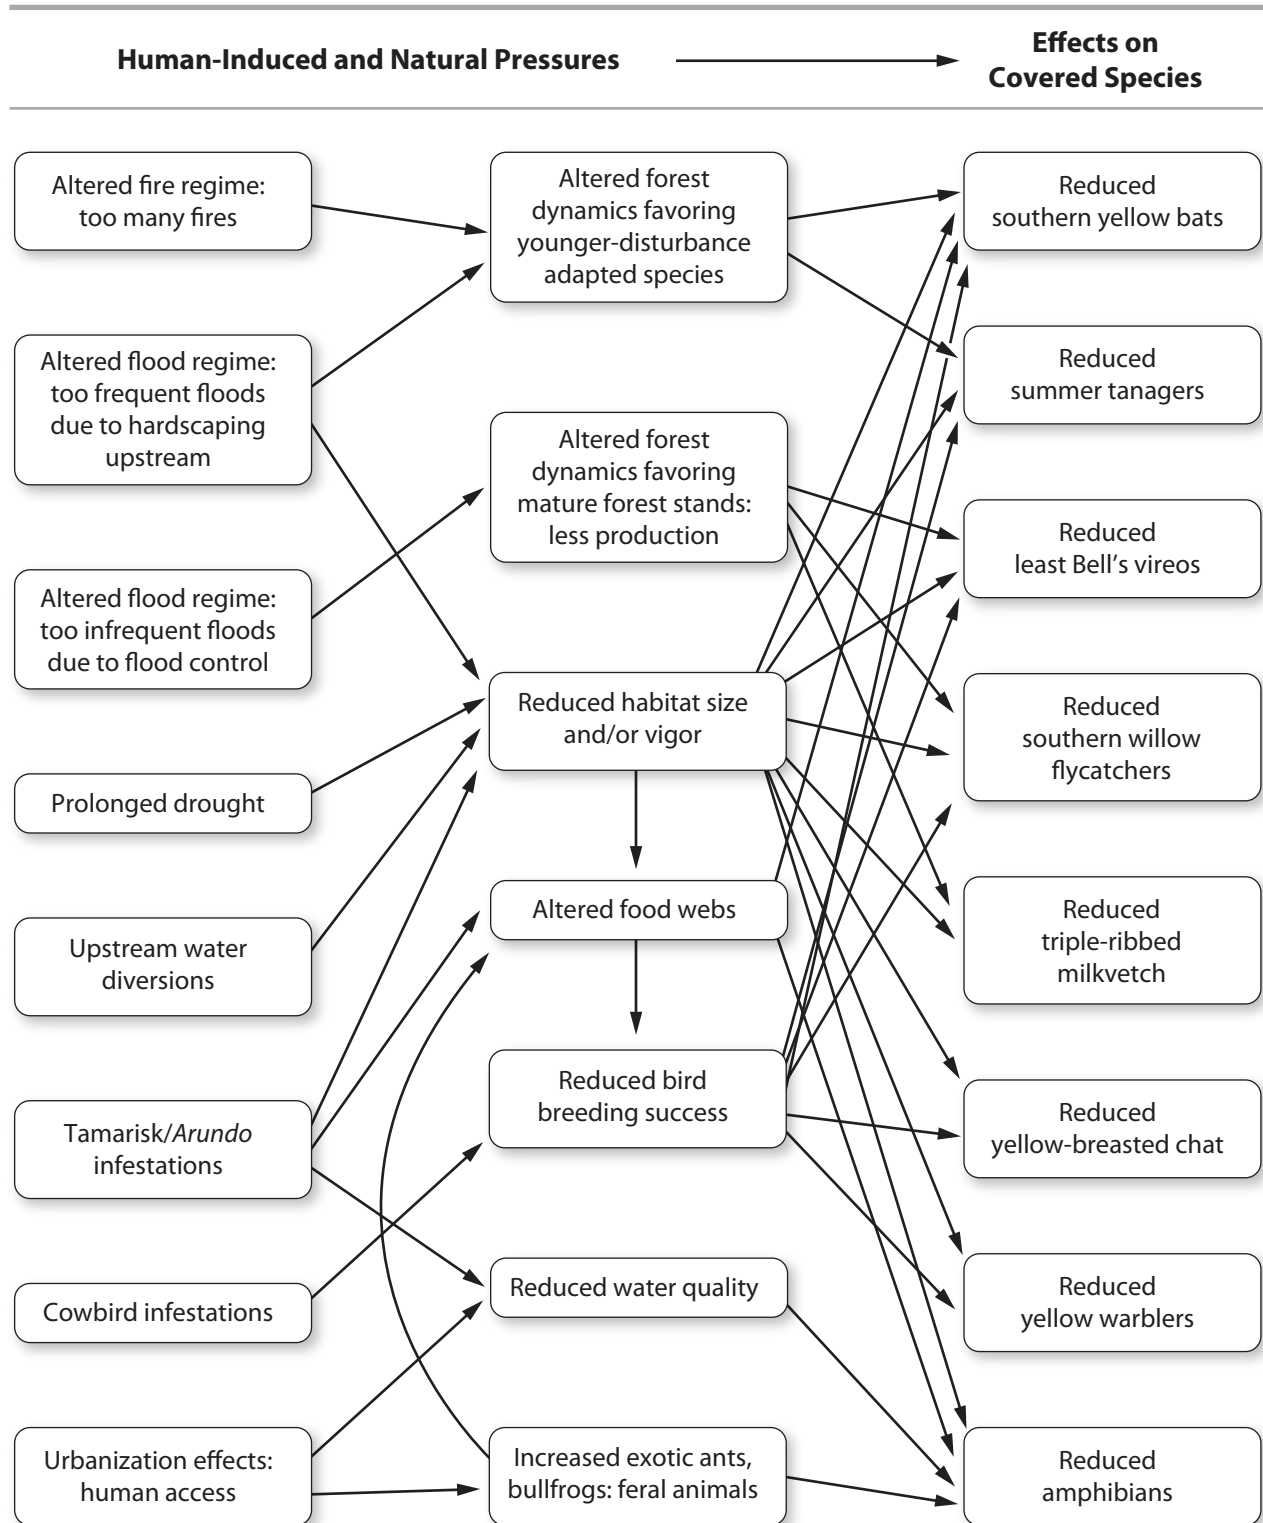 Human-Induced and Natural Pressures
Effects on
Covered Species
Altered fire regime:
too many fires
Altered flood regime:
too frequent floods
due to hardscaping
upstream
Altered flood regime:
too infrequent floods
due to flood control
Prolonged drought
Upstream water
diversions
Tamarisk/Arundo
infestations
Cowbird infestations
Urbanization effects:
human access
Altered forest
dynamics favoring
younger-disturbance
adapted species
Altered forest
dynamics favoring
mature forest stands:
less production
Reduced habitat size
and/or vigor
Altered food webs
Reduced bird
breeding success
Reduced water quality
Increased exotic ants,
bullfrogs: feral animals
Reduced
southern yellow bats
Reduced
summer tanagers
Reduced
least Bell’s vireos
Reduced
southern willow
flycatchers
Reduced
triple-ribbed
milkvetch
Reduced
yellow-breasted chat
Reduced
yellow warblers
Reduced
amphibians